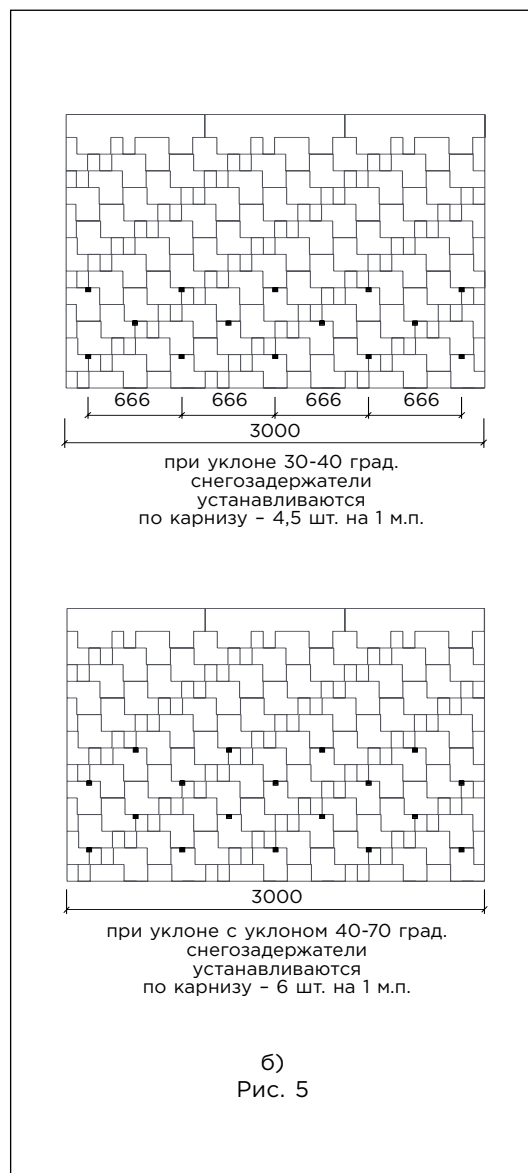 666 666 666 666
3000
при уклоне 30-40 град.
снегозадержатели
устанавливаются
по карнизу – 4,5 шт. на 1 м.п.
3000
при уклоне с уклоном 40-70 град.
снегозадержатели
устанавливаются
по карнизу – 6 шт. на 1 м.п.
б)
Рис. 5